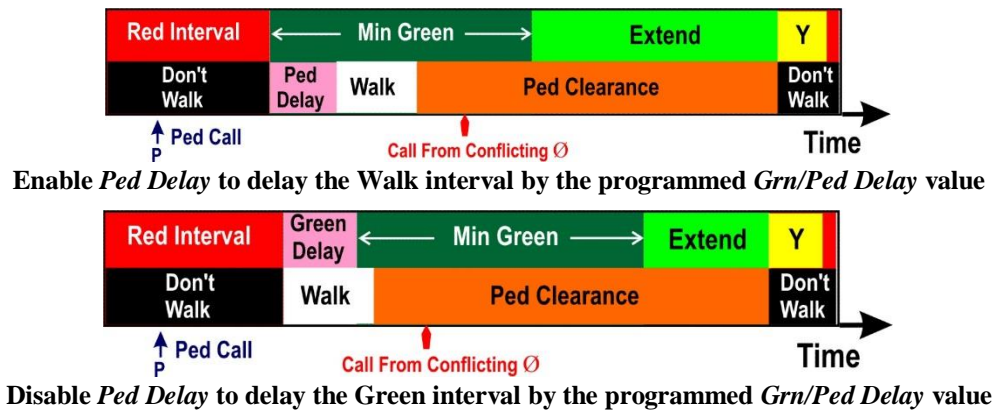 Red Interval Min Green Extend Y
Don't Walk Ped Delay Walk Ped Clearance Don't Walk
P Ped Call Call From Conflicting Ø Time
Enable Ped Delay to delay the Walk interval by the programmed Grn/Ped Delay value
Red Interval Green Delay Min Green Extend Y
Don't Walk Walk Ped Clearance Don't Walk
P Ped Call Call From Conflicting Ø Time
Disable Ped Delay to delay the Green interval by the programmed Grn/Ped Delay value